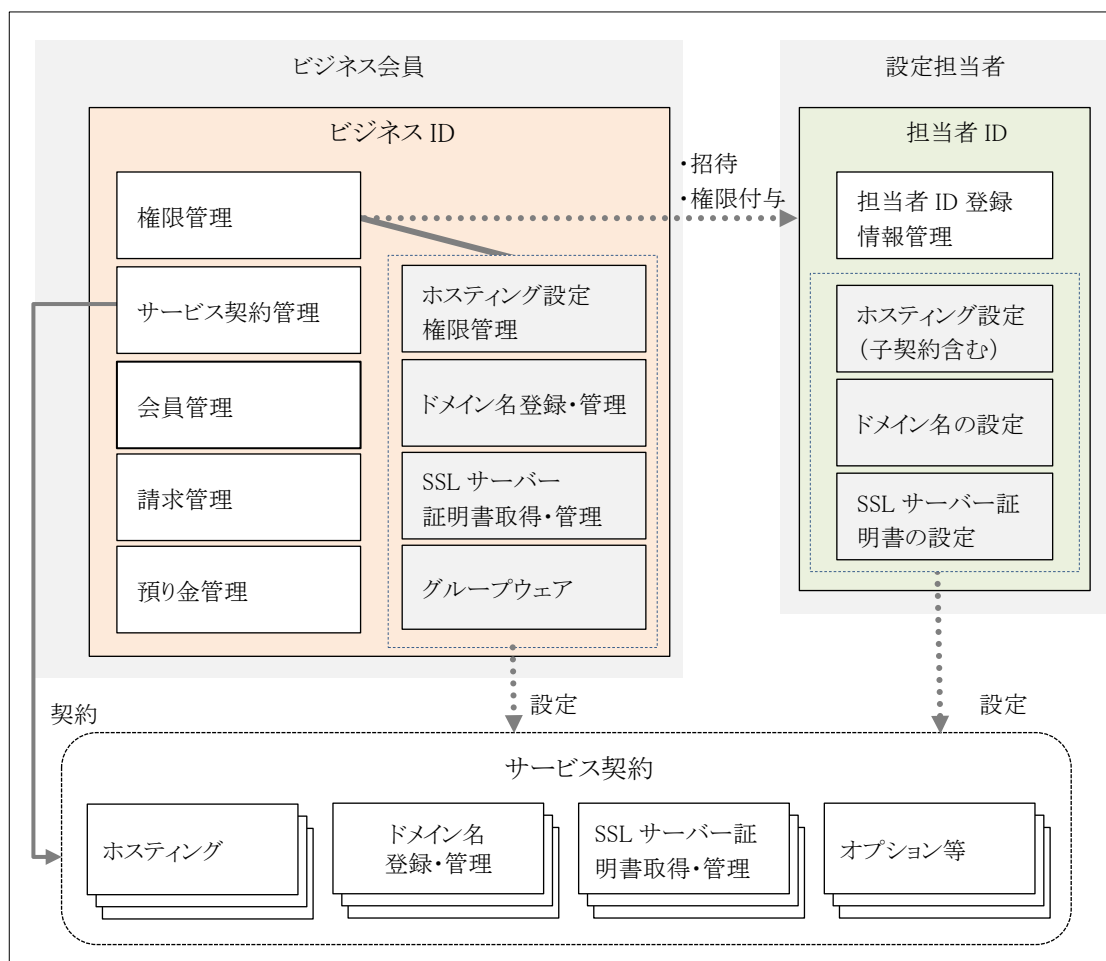 ビジネス会員
ビジネス ID
権限管理
サービス契約管理
会員管理
請求管理
預り金管理
ホスティング設定
権限管理
ドメイン名登録・管理
SSL サーバー
証明書取得・管理
グループウェア
・招待
・権限付与
設定担当者
担当者 ID
担当者 ID 登録
情報管理
ホスティング設定
（子契約含む）
ドメイン名の設定
SSL サーバー証
明書の設定
契約
設定
設定
サービス契約
ホスティング
ドメイン名
登録・管理
SSL サーバー証
明書取得・管理
オプション等